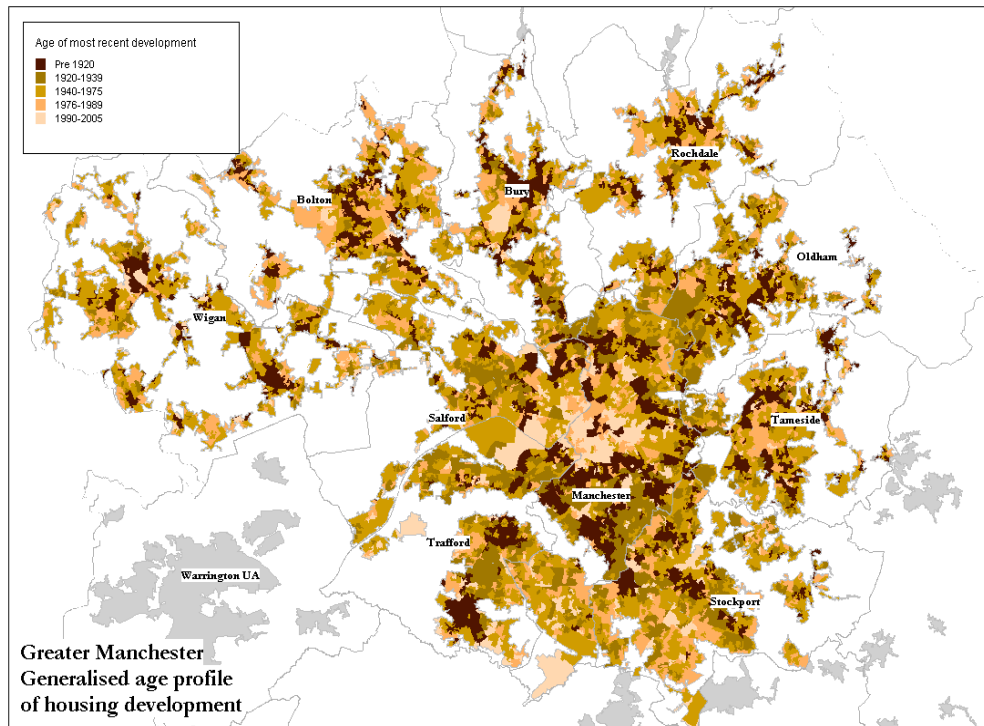 Age of most recent development
Pre 1920
1920-1939
1940-1975
1976-1989
1990-2005
Rochdale
Bury
Bolton
Oldham
Wigan
Salford
Tameside
Manchester
Trafford
Warrington UA
Stockport
Greater Manchester
Generalised age profile
of housing development